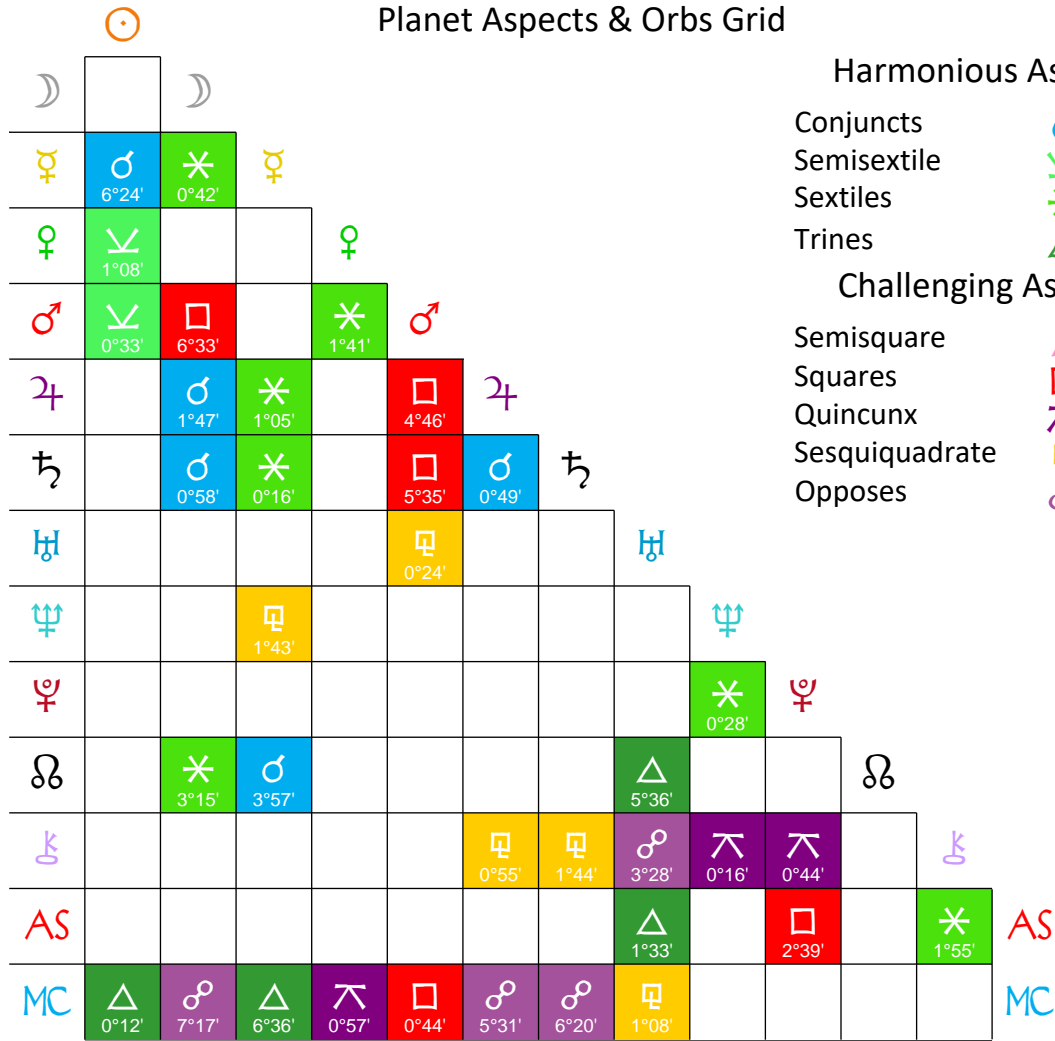 ☉ Planet Aspects & Orbs Grid
Harmonious As
☽ ☽
Conjuncts ☌
Semisextile ⚺
Sextiles ⚹
Trines △
☿ ☌ 6°24' ⚹ 0°42' ☿
♀ ⚺ 1°08' ♀
Challenging As
♂ ⚺ 0°33' □ 6°33' ⚹ 1°41' ♂
Semisquare
Squares □
Quincunx ⚻
Sesquiquadrate
Opposes ☍
♃ ☌ 1°47' ⚹ 1°05' □ 4°46' ♃
♄ ☌ 0°58' ⚹ 0°16' □ 5°35' ☌ 0°49' ♄
♅ ⚼ 0°24' ♅
♆ ⚼ 1°43' ♆
♇ ⚹ 0°28' ♇
☊ ⚹ 3°15' ☌ 3°57' △ 5°36' ☊
⚷ ⚼ 0°55' ⚼ 1°44' ☍ 3°28' ⚻ 0°16' ⚻ 0°44' ⚷
AS △ 1°33' □ 2°39' ⚹ 1°55' AS
MC △ 0°12' ☍ 7°17' △ 6°36' ⚻ 0°57' □ 0°44' ☍ 5°31' ☍ 6°20' ⚼ 1°08' MC